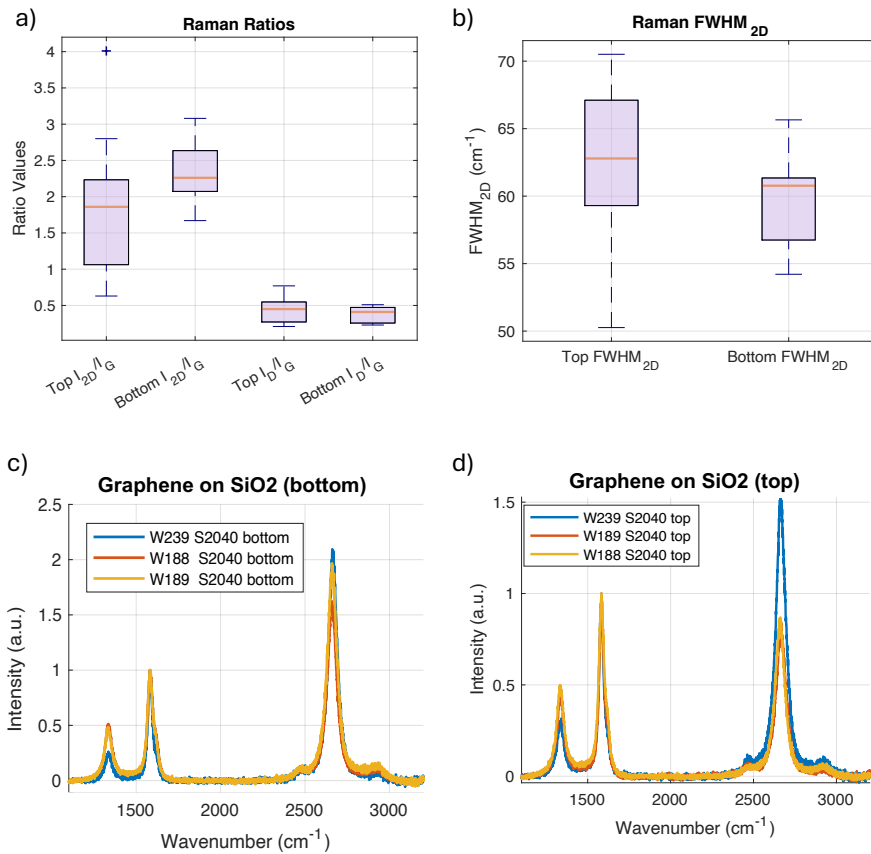 a)
Raman Ratios
4
3.5
3
2.5
2
1.5
1
0.5
Ratio Values
Top I2D/IG
Bottom I2D/IG
Top ID/IG
Bottom ID/IG
b)
Raman FWHM2D
70
65
60
55
50
FWHM2D (cm-1)
Top FWHM2D
Bottom FWHM2D
c)
Graphene on SiO2 (bottom)
2.5
2
1.5
1
0.5
0
Intensity (a.u.)
W239 S2040 bottom
W188 S2040 bottom
W189 S2040 bottom
1500 2000 2500 3000
Wavenumber (cm-1)
d)
Graphene on SiO2 (top)
1.5
1
0.5
0
Intensity (a.u.)
W239 S2040 top
W189 S2040 top
W188 S2040 top
1500 2000 2500 3000
Wavenumber (cm-1)